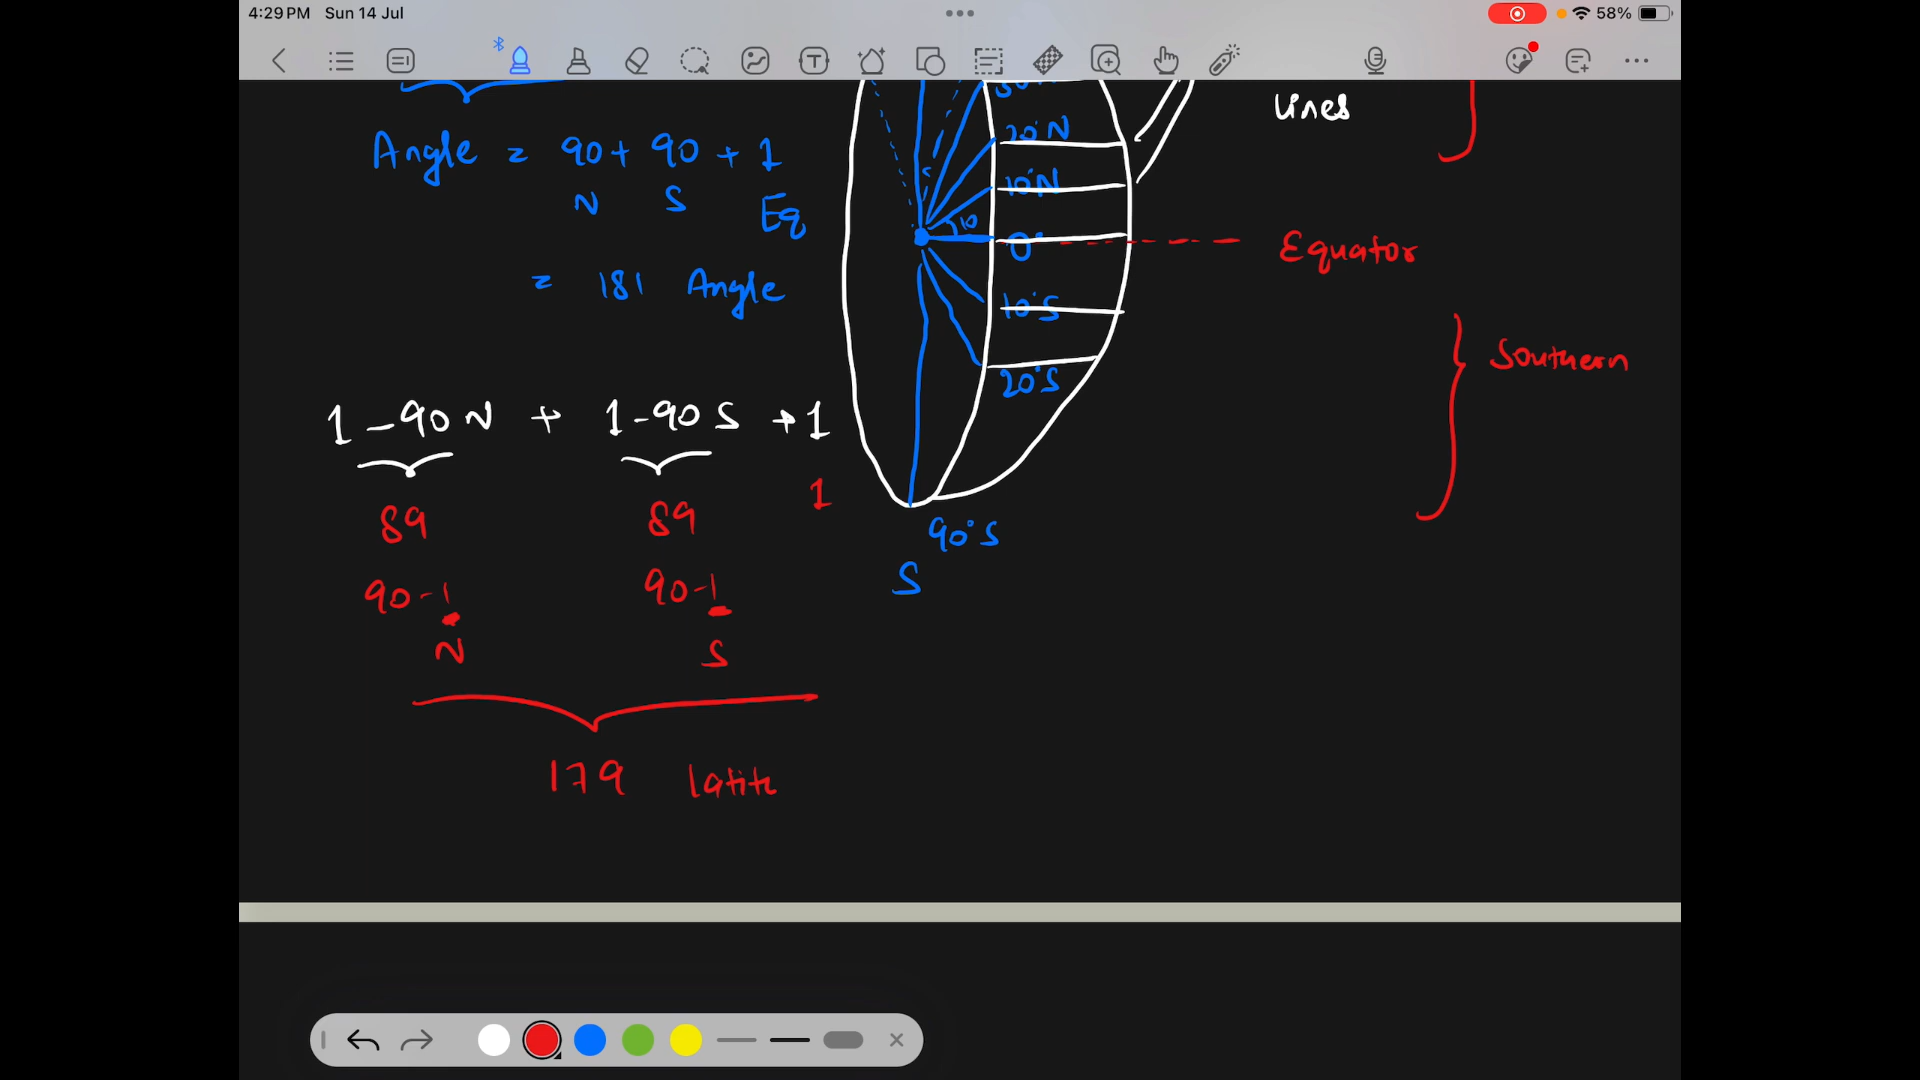 4:29 PM Sun 14 Jul
58%
Lines
Angle = 90 + 90 + 1
N S Eq
= 181 Angle
20°N
10°N
10
0°
10°S
20°S
90°S
S
Equator
Southern
1 – 90 N + 1 - 90 S + 1
89 89 1
90 - 1 90 - 1
N S
179 latit